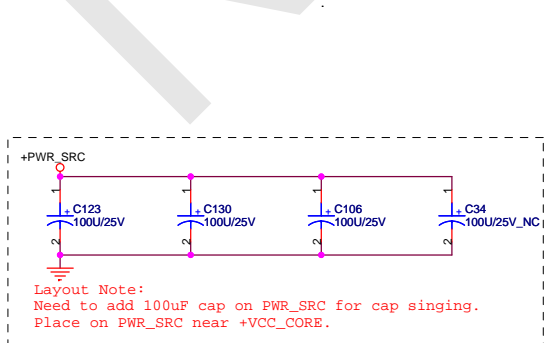 +PWR_SRC
1 1 1 1
+ C123 + C130 + C106 + C34
100U/25V 100U/25V 100U/25V 100U/25V_NC
2 2 2 2
Layout Note:
Need to add 100uF cap on PWR_SRC for cap singing.
Place on PWR_SRC near +VCC_CORE.